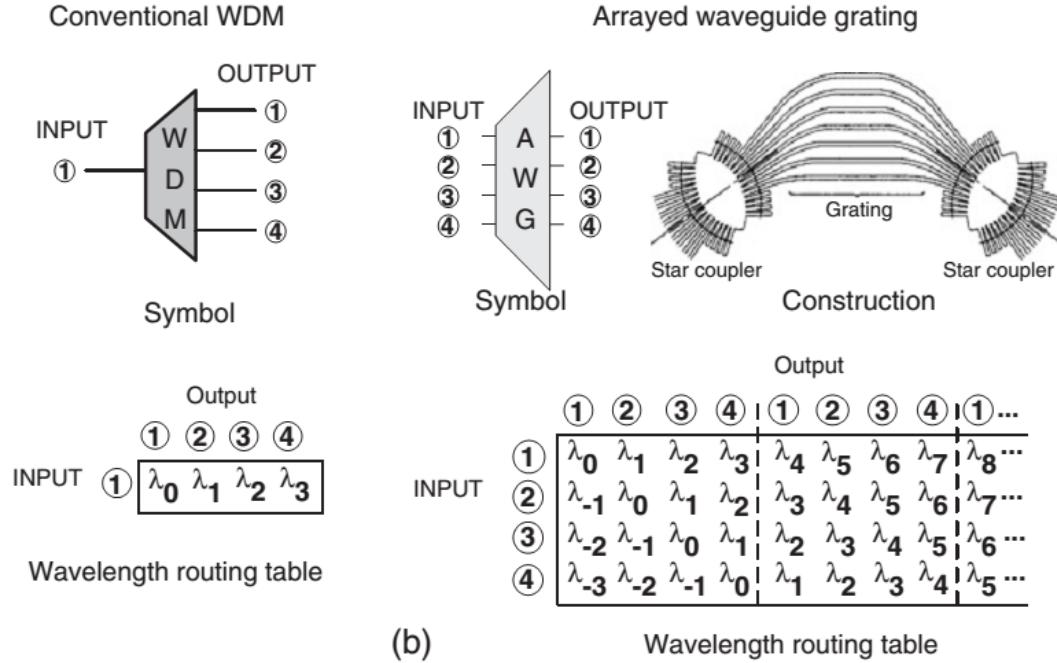 Conventional WDM
OUTPUT
INPUT
①
W
D
M
①
②
③
④
Symbol
Arrayed waveguide grating
INPUT
OUTPUT
①
②
③
④
A
W
G
①
②
③
④
Symbol
Grating
Star coupler
Star coupler
Construction
Output
① ② ③ ④
INPUT ① λ0 λ1 λ2 λ3
Wavelength routing table
Output
① ② ③ ④ ① ② ③ ④ ① ...
INPUT
① λ0 λ1 λ2 λ3 λ4 λ5 λ6 λ7 λ8 ...
② λ-1 λ0 λ1 λ2 λ3 λ4 λ5 λ6 λ7 ...
③ λ-2 λ-1 λ0 λ1 λ2 λ3 λ4 λ5 λ6 ...
④ λ-3 λ-2 λ-1 λ0 λ1 λ2 λ3 λ4 λ5 ...
(b)
Wavelength routing table